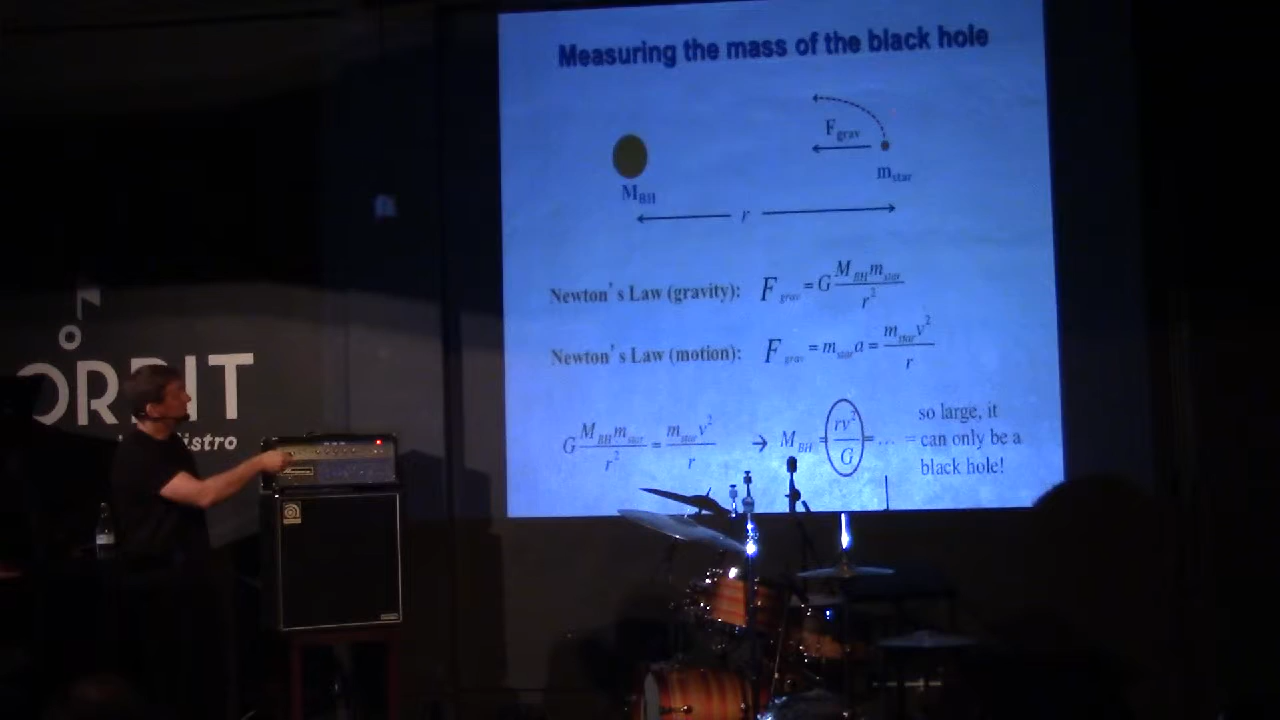 Measuring the mass of the black hole
F_grav
m_star
M_BH
r
Newton's Law (gravity): F_grav = G M_BH m_star / r^2
Newton's Law (motion): F_grav = m_star a = m_star v^2 / r
G M_BH m_star / r^2 = m_star v^2 / r → M_BH = rv^2 / G = ... =
so large, it
can only be a
black hole!
ORBIT
istro